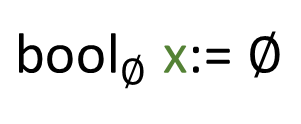 bool∅ x:= ∅